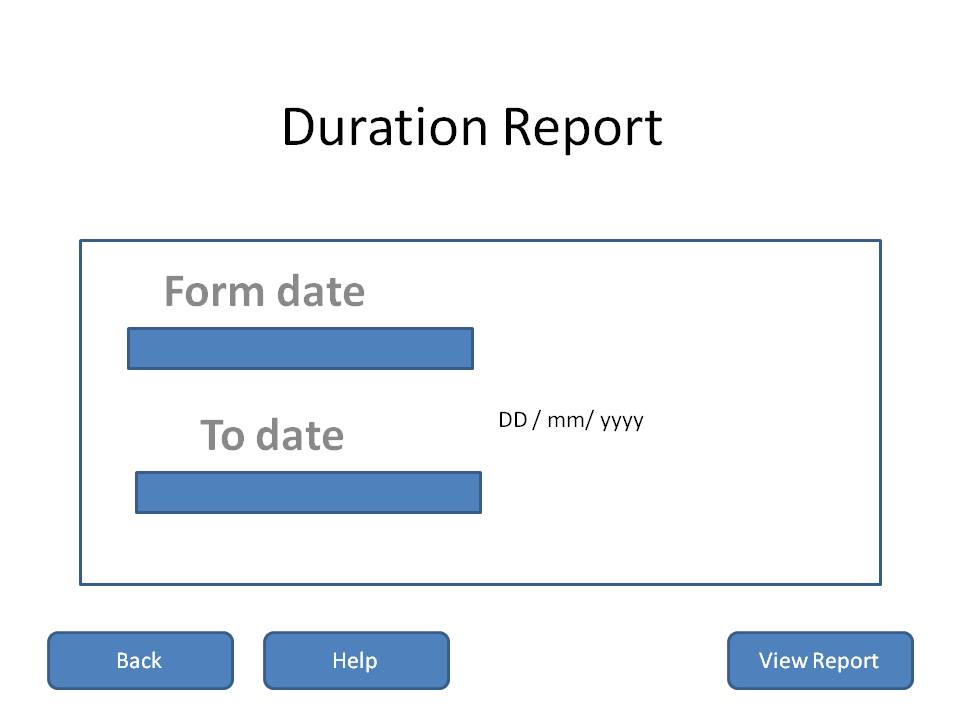 Duration Report
Form date
To date
DD / mm/ yyyy
Back
Help
View Report